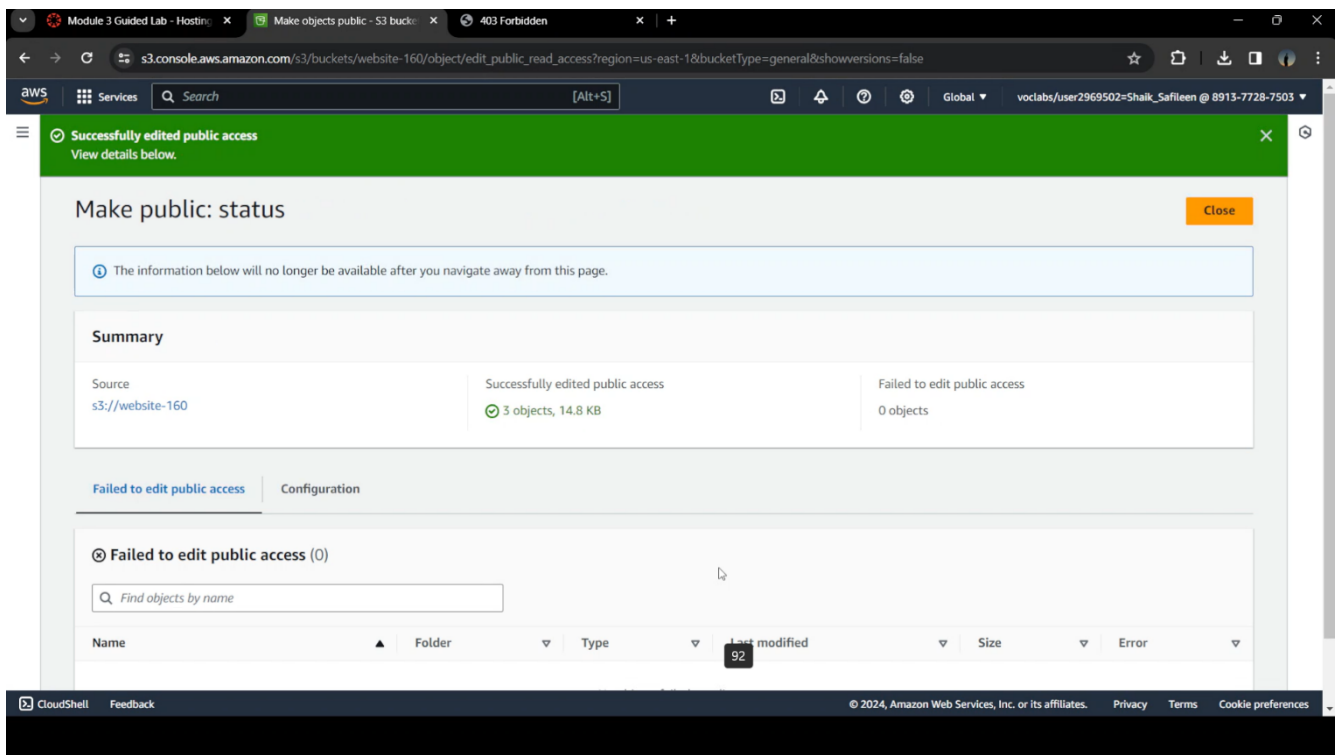 Module 3 Guided Lab - Hosting
Make objects public - S3 bucke
403 Forbidden
s3.console.aws.amazon.com/s3/buckets/website-160/object/edit_public_read_access?region=us-east-1&bucketType=general&showversions=false
aws
Services
Search
[Alt+S]
Global
voclabs/user2969502=Shaik_Safileen @ 8913-7728-7503
Successfully edited public access
View details below.
Make public: status
Close
The information below will no longer be available after you navigate away from this page.
Summary
Source
s3://website-160
Successfully edited public access
3 objects, 14.8 KB
Failed to edit public access
0 objects
Failed to edit public access
Configuration
Failed to edit public access (0)
Find objects by name
Name
Folder
Type
Last modified
Size
Error
92
CloudShell
Feedback
© 2024, Amazon Web Services, Inc. or its affiliates.
Privacy
Terms
Cookie preferences